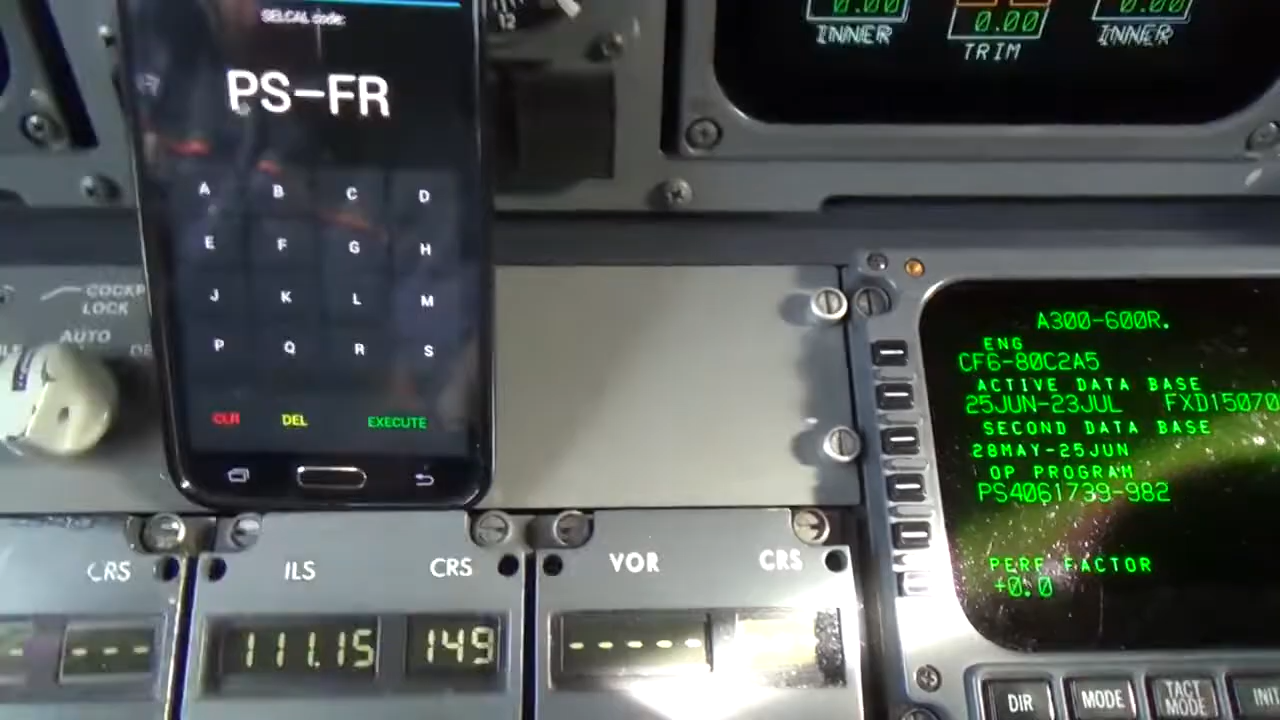 SELCAL code:
PS-FR
A B C D
E F G H
J K L M
P Q R S
CLR DEL EXECUTE
12
0.00 0.00 0.00
INNER TRIM INNER
LOCK
AUTO
A300-600R.
ENG
CF6-80C2A5
ACTIVE DATA BASE
25JUN-23JUL FXD15070
SECOND DATA BASE
28MAY-25JUN
OP PROGRAM
PS4061739-982
PERF FACTOR
+0.0
CRS
ILS CRS
111.15 149
VOR CRS
- - - - -
- - -
DIR MODE TACT MODE INIT